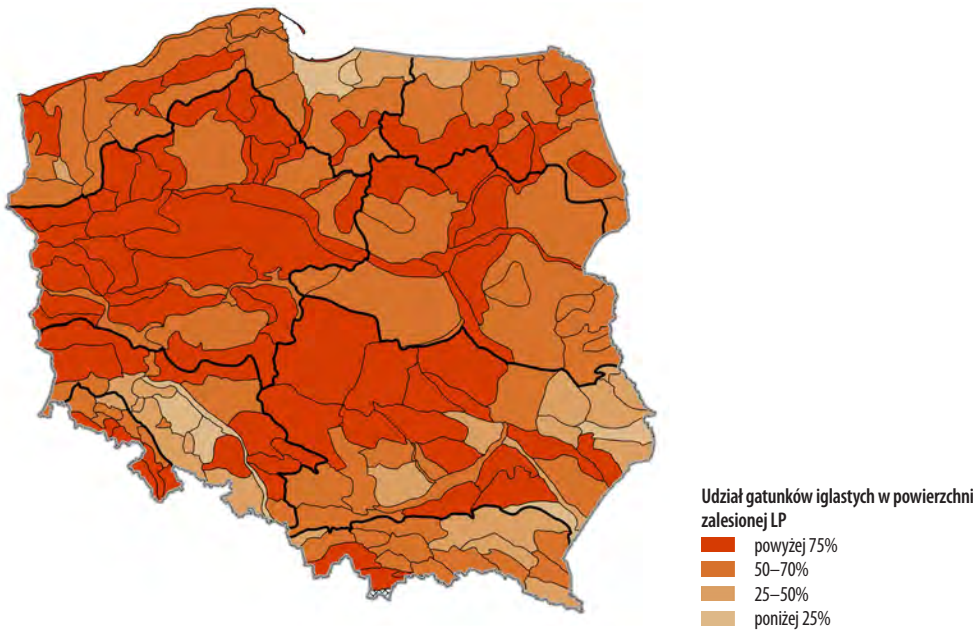 Udział gatunków iglastych w powierzchni
zalesionej LP
powyżej 75%
50–70%
25–50%
poniżej 25%